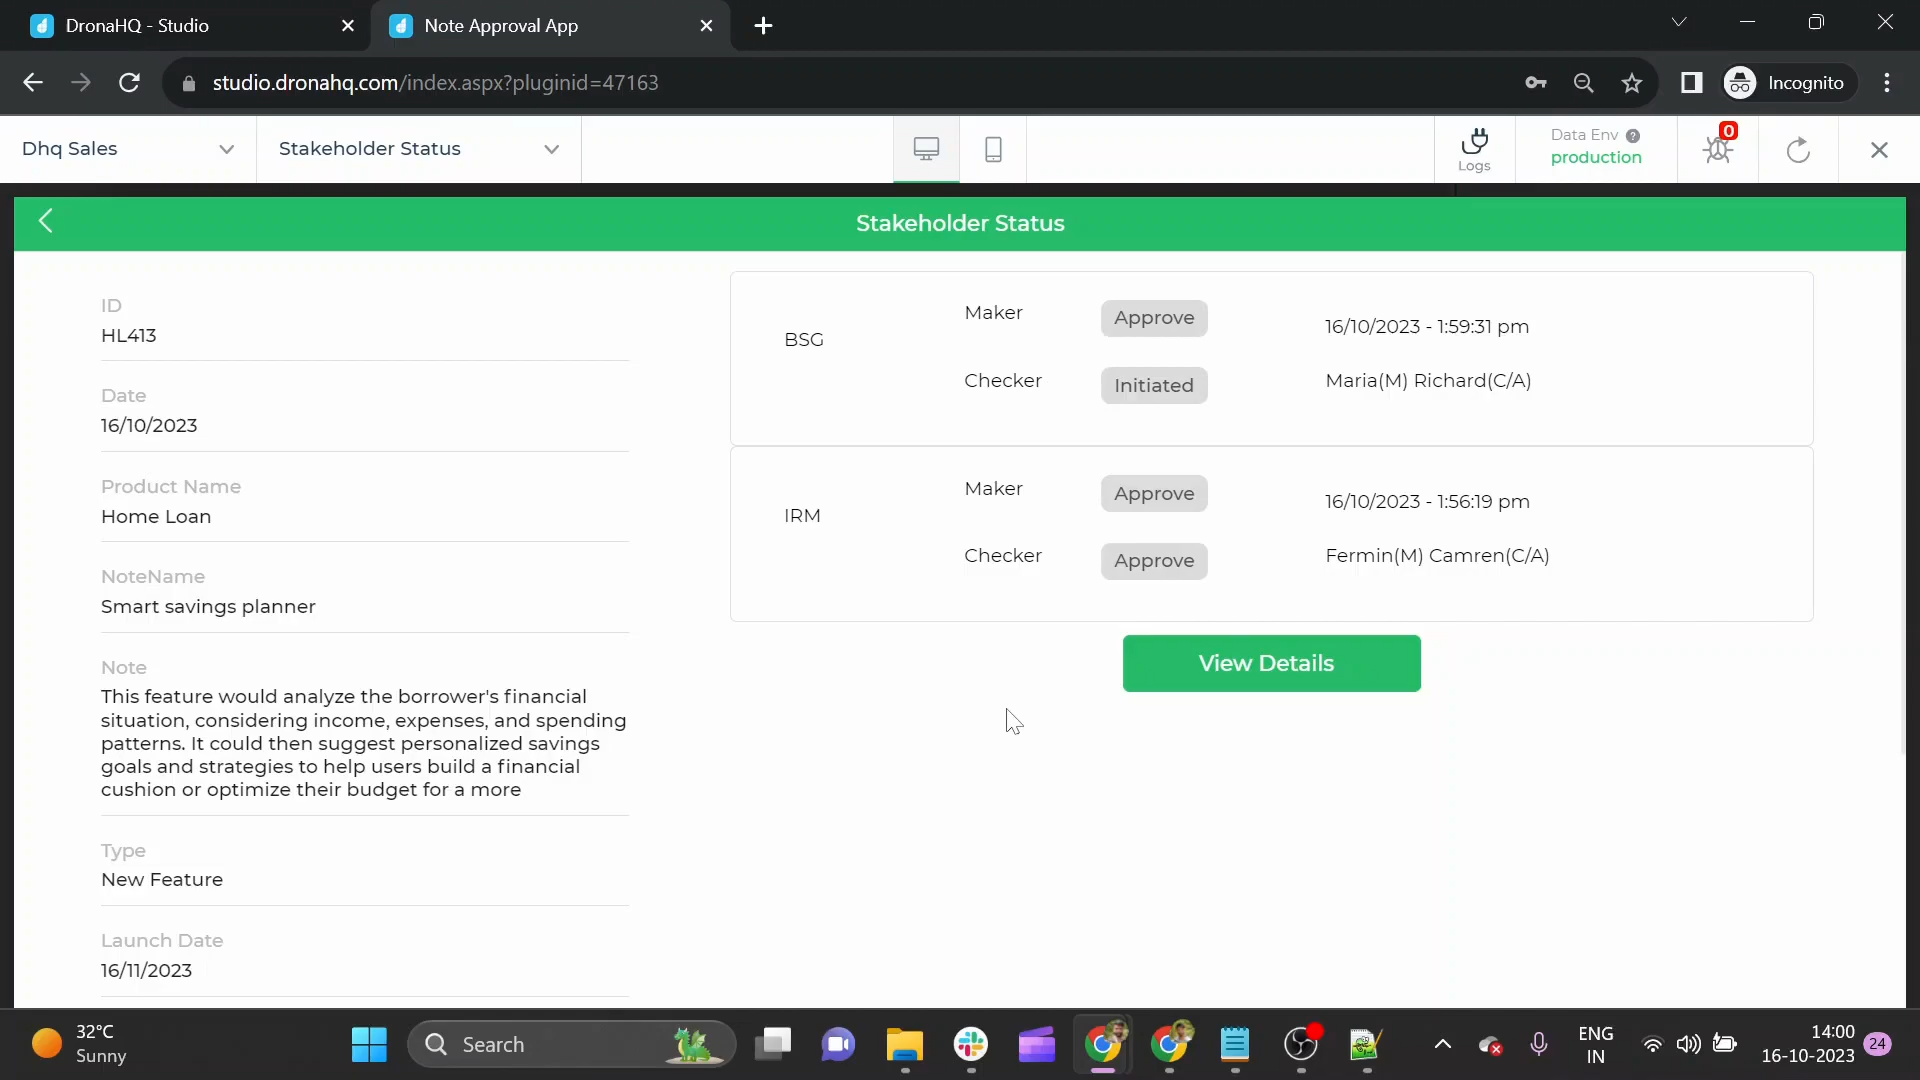 DronaHQ - Studio
Note Approval App
studio.dronahq.com/index.aspx?pluginid=47163
Incognito
Dhq Sales
Stakeholder Status
Logs
Data Env ?
production
0
Stakeholder Status
ID
HL413
Date
16/10/2023
Product Name
Home Loan
NoteName
Smart savings planner
Note
This feature would analyze the borrower's financial
situation, considering income, expenses, and spending
patterns. It could then suggest personalized savings
goals and strategies to help users build a financial
cushion or optimize their budget for a more
Type
New Feature
Launch Date
16/11/2023
BSG
Maker
Approve
16/10/2023 - 1:59:31 pm
Checker
Initiated
Maria(M) Richard(C/A)
IRM
Maker
Approve
16/10/2023 - 1:56:19 pm
Checker
Approve
Fermin(M) Camren(C/A)
View Details
32°C
Sunny
Search
ENG
IN
14:00
16-10-2023
24